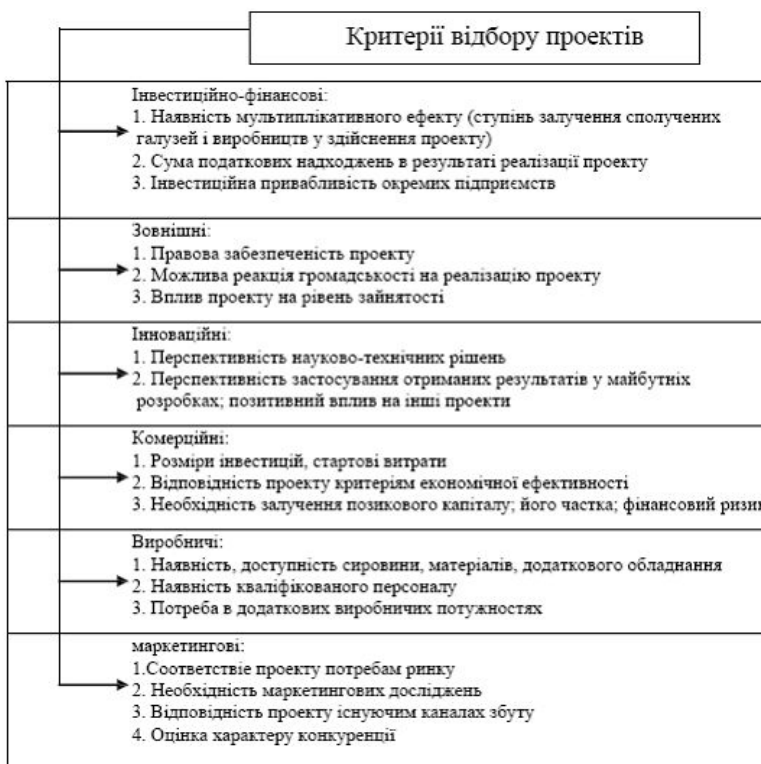 Критерії відбору проектів
Інвестиційно-фінансові:
1. Наявність мультиплікативного ефекту (ступінь залучення сполучених
галузей і виробництв у здійснення проекту)
2. Сума податкових надходжень в результаті реалізації проекту
3. Інвестиційна привабливість окремих підприємств
Зовнішні:
1. Правова забезпеченість проекту
2. Можлива реакція громадськості на реалізацію проекту
3. Вплив проекту на рівень зайнятості
Інноваційні:
1. Перспективність науково-технічних рішень
2. Перспективність застосування отриманих результатів у майбутніх
розробках; позитивний вплив на інші проекти
Комерційні:
1. Розміри інвестицій, стартові витрати
2. Відповідність проекту критеріям економічної ефективності
3. Необхідність залучення позикового капіталу; його частка; фінансовий ризик
Виробничі:
1. Наявність, доступність сировини, матеріалів, додаткового обладнання
2. Наявність кваліфікованого персоналу
3. Потреба в додаткових виробничих потужностях
маркетингові:
1.Соответствіе проекту потребам ринку
2. Необхідність маркетингових досліджень
3. Відповідність проекту існуючим каналах збуту
4. Оцінка характеру конкуренції